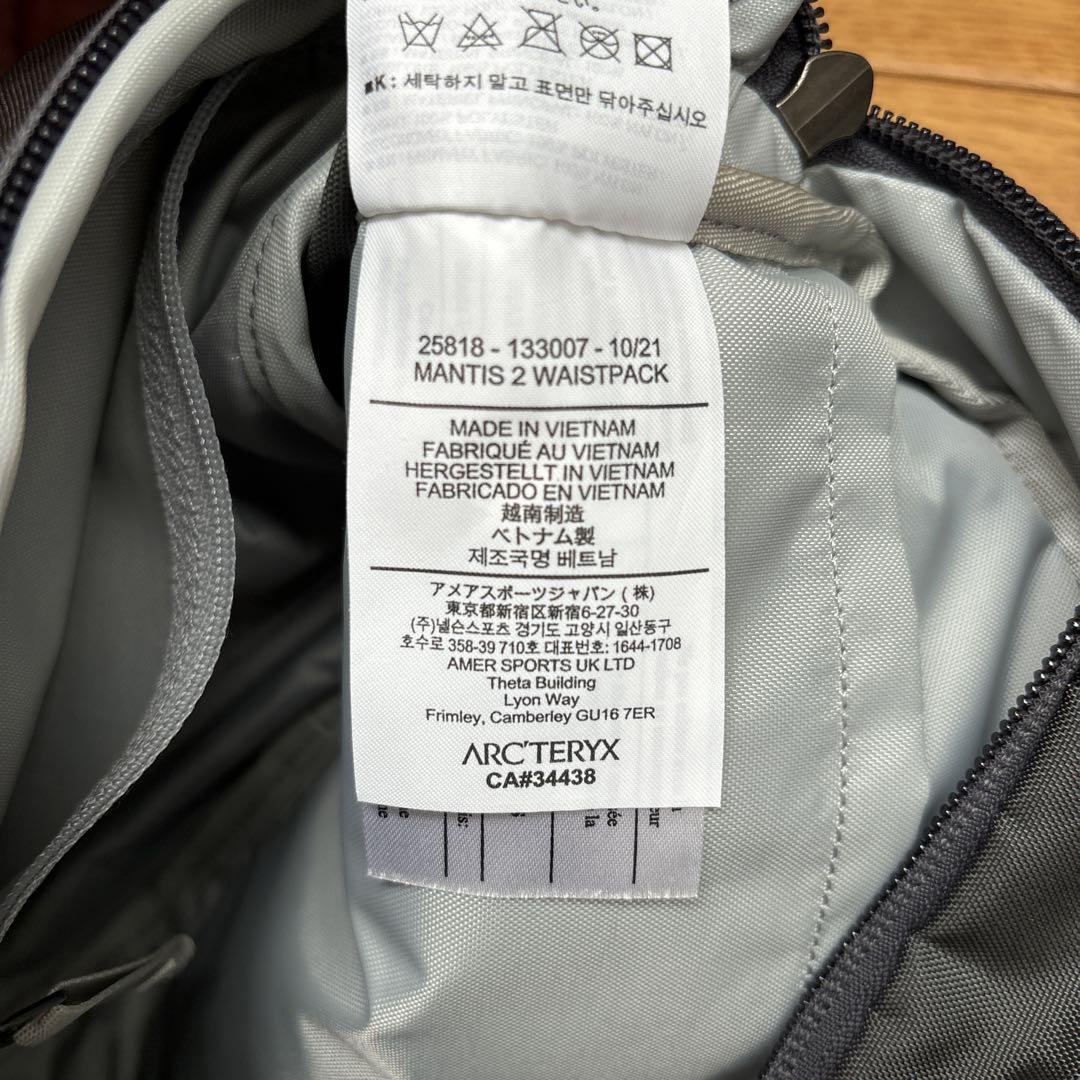 さい。
■K : 세탁하지 말고 표면만 닦아주십시오
25818 - 133007 - 10/21
MANTIS 2 WAISTPACK
MADE IN VIETNAM
FABRIQUÉ AU VIETNAM
HERGESTELLT IN VIETNAM
FABRICADO EN VIETNAM
越南制造
ベトナム製
제조국명 베트남
アメアスポーツジャパン ( 株)
東京都新宿区新宿6-27-30
(주)넬슨스포츠 경기도 고양시 일산동구
호수로 358-39 710호 대표번호: 1644-1708
AMER SPORTS UK LTD
Theta Building
Lyon Way
Frimley, Camberley GU16 7ER
ARC'TERYX
CA#34438